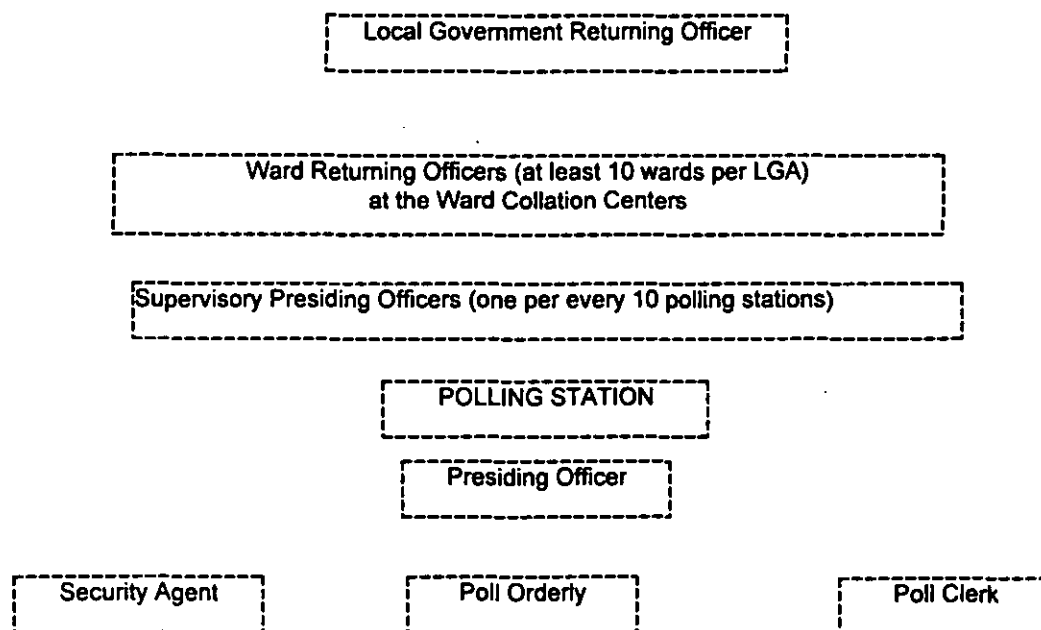 Local Government Returning Officer
Ward Returning Officers (at least 10 wards per LGA)
at the Ward Collation Centers
Supervisory Presiding Officers (one per every 10 polling stations)
POLLING STATION
Presiding Officer
Security Agent
Poll Orderly
Poll Clerk